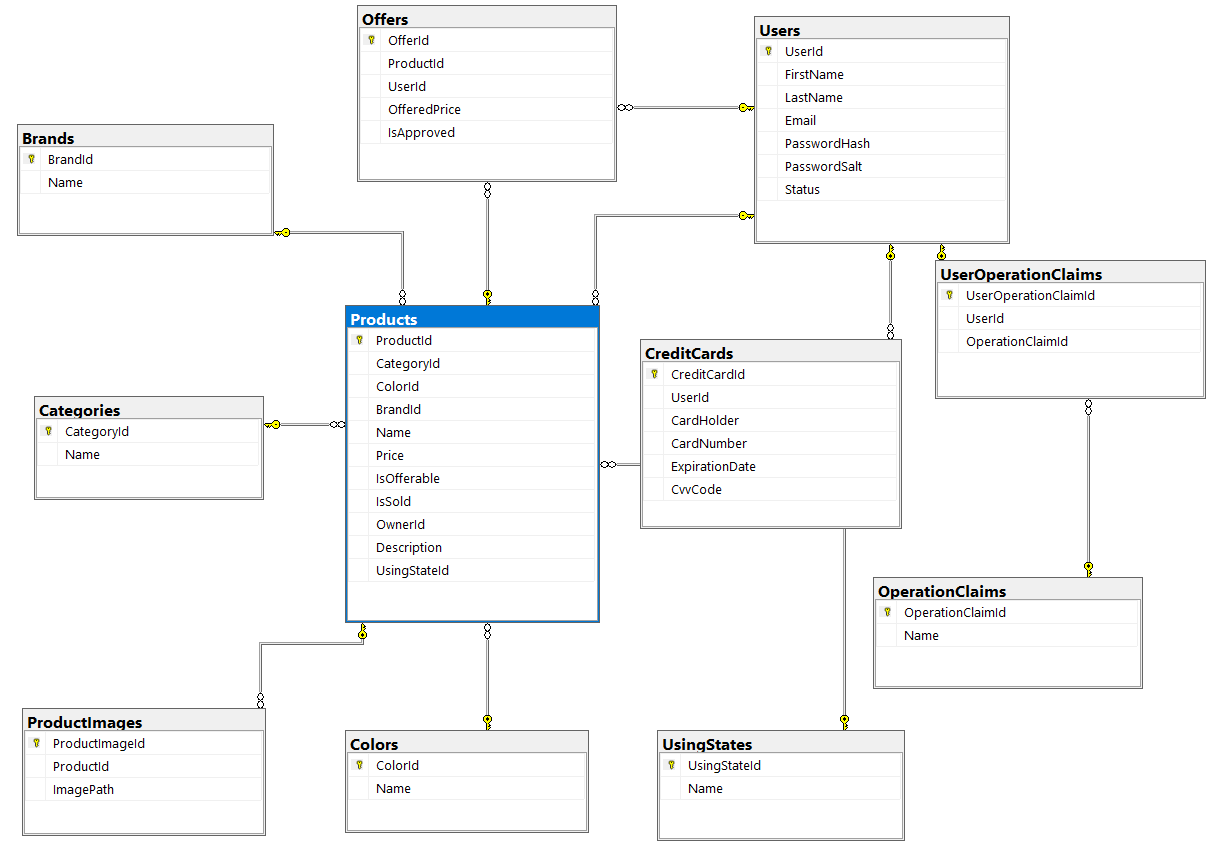 Offers
OfferId
ProductId
UserId
OfferedPrice
IsApproved
Users
UserId
FirstName
LastName
Email
PasswordHash
PasswordSalt
Status
Brands
BrandId
Name
UserOperationClaims
UserOperationClaimId
UserId
OperationClaimId
Products
ProductId
CategoryId
ColorId
BrandId
Name
Price
IsOfferable
IsSold
OwnerId
Description
UsingStateId
CreditCards
CreditCardId
UserId
CardHolder
CardNumber
ExpirationDate
CvvCode
Categories
CategoryId
Name
OperationClaims
OperationClaimId
Name
ProductImages
ProductImageId
ProductId
ImagePath
Colors
ColorId
Name
UsingStates
UsingStateId
Name